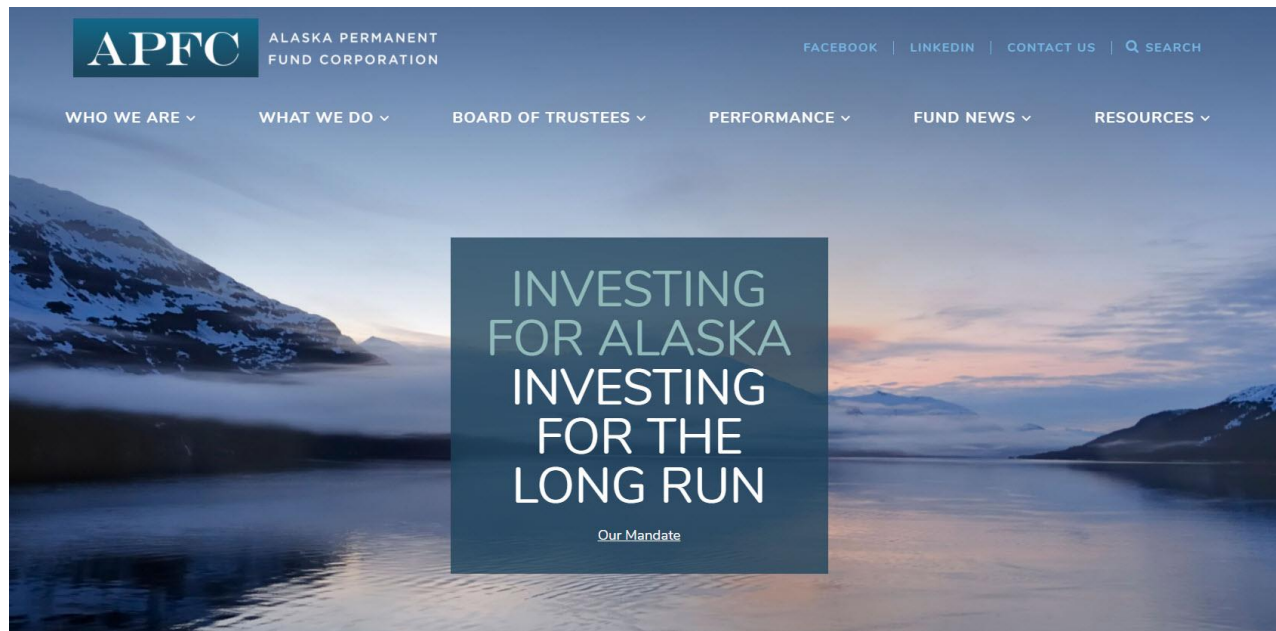 APFC
ALASKA PERMANENT
FUND CORPORATION
FACEBOOK | LINKEDIN | CONTACT US | SEARCH
WHO WE ARE WHAT WE DO BOARD OF TRUSTEES PERFORMANCE FUND NEWS RESOURCES
INVESTING
FOR ALASKA
INVESTING
FOR THE
LONG RUN
Our Mandate